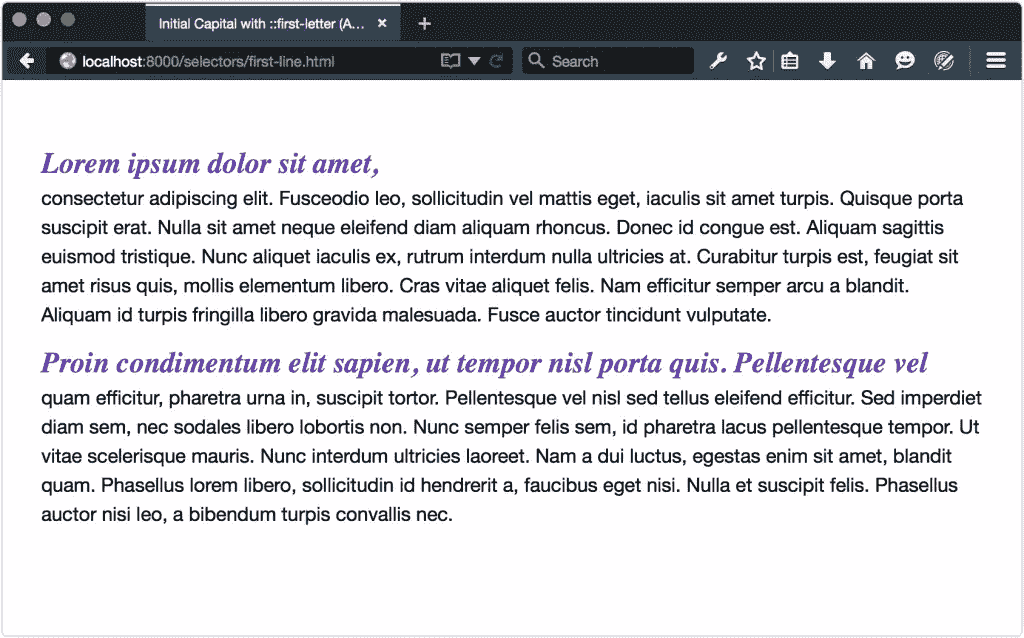 Initial Capital with ::first-letter (A...
localhost:8000/selectors/first-line.html
Search
Lorem ipsum dolor sit amet,
consectetur adipiscing elit. Fusceodio leo, sollicitudin vel mattis eget, iaculis sit amet turpis. Quisque porta
suscipit erat. Nulla sit amet neque eleifend diam aliquam rhoncus. Donec id congue est. Aliquam sagittis
euismod tristique. Nunc aliquet iaculis ex, rutrum interdum nulla ultricies at. Curabitur turpis est, feugiat sit
amet risus quis, mollis elementum libero. Cras vitae aliquet felis. Nam efficitur semper arcu a blandit.
Aliquam id turpis fringilla libero gravida malesuada. Fusce auctor tincidunt vulputate.
Proin condimentum elit sapien, ut tempor nisl porta quis. Pellentesque vel
quam efficitur, pharetra urna in, suscipit tortor. Pellentesque vel nisl sed tellus eleifend efficitur. Sed imperdiet
diam sem, nec sodales libero lobortis non. Nunc semper felis sem, id pharetra lacus pellentesque tempor. Ut
vitae scelerisque mauris. Nunc interdum ultricies laoreet. Nam a dui luctus, egestas enim sit amet, blandit
quam. Phasellus lorem libero, sollicitudin id hendrerit a, faucibus eget nisi. Nulla et suscipit felis. Phasellus
auctor nisi leo, a bibendum turpis convallis nec.